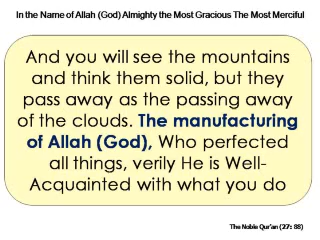 In the Name of Allah (God) Almighty the Most Gracious The Most Merciful
And you will see the mountains
and think them solid, but they
pass away as the passing away
of the clouds. The manufacturing
of Allah (God), Who perfected
all things, verily He is Well-
Acquainted with what you do
The Noble Qur'an (27: 88)